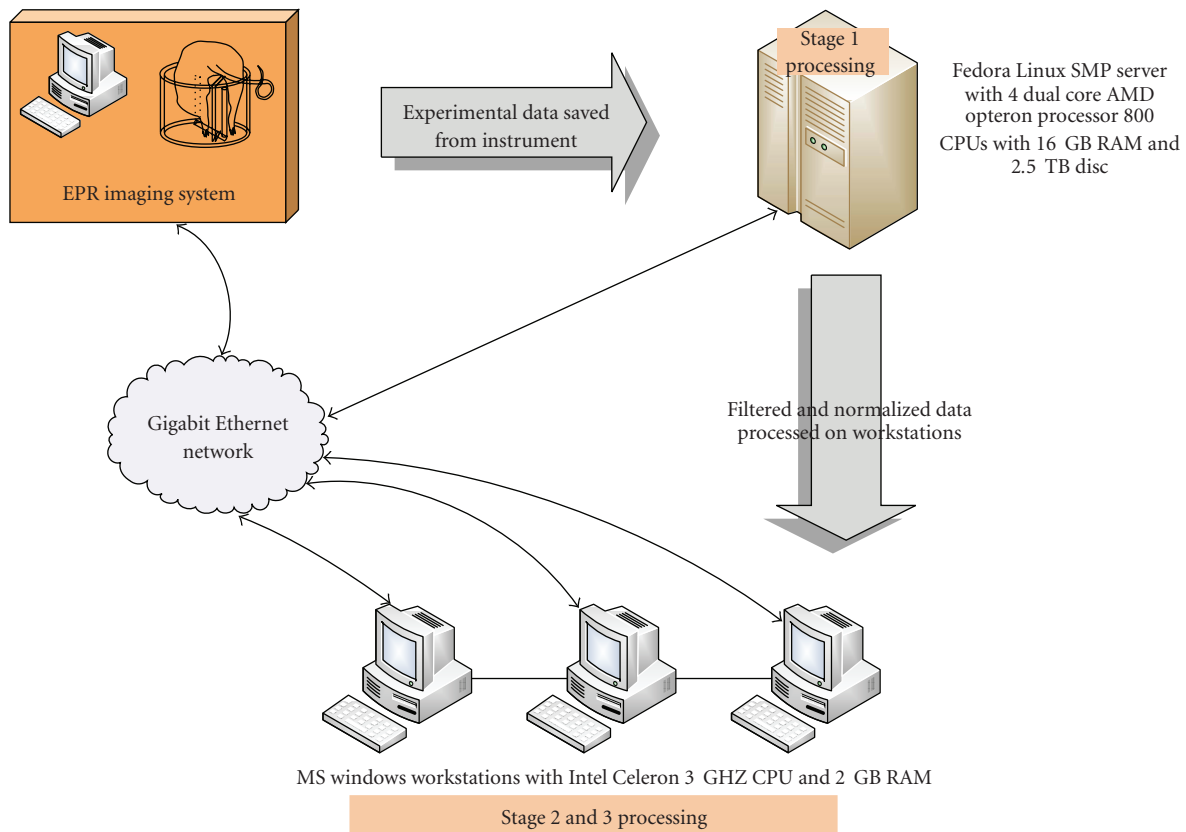 EPR imaging system
Experimental data saved
from instrument
Stage 1
processing
Fedora Linux SMP server
with 4 dual core AMD
opteron processor 800
CPUs with 16 GB RAM and
2.5 TB disc
Gigabit Ethernet
network
Filtered and normalized data
processed on workstations
MS windows workstations with Intel Celeron 3 GHZ CPU and 2 GB RAM
Stage 2 and 3 processing